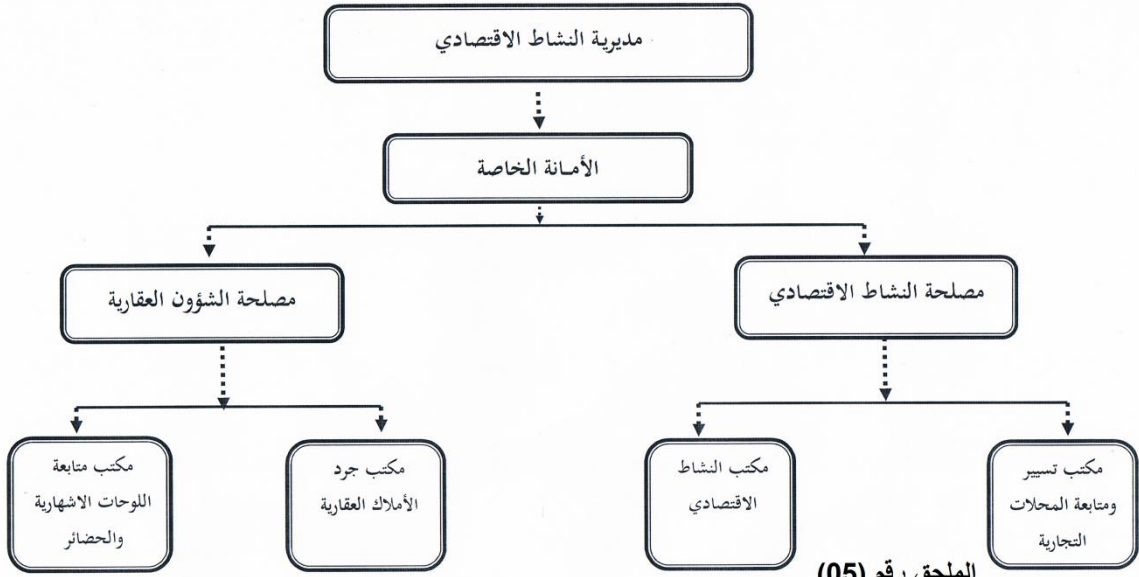 مديرية النشاط الاقتصادي
الأمـانة الخاصة
مصلحة النشاط الاقتصادي
مصلحة الشؤون العقارية
مكتب تسيير
ومتابعة المحلات
التجارية
مكتب النشاط
الاقتصادي
مكتب جرد
الأملاك العقارية
مكتب متابعة
اللوحات الاشهارية
والحضائر
الملحق رقم (05)